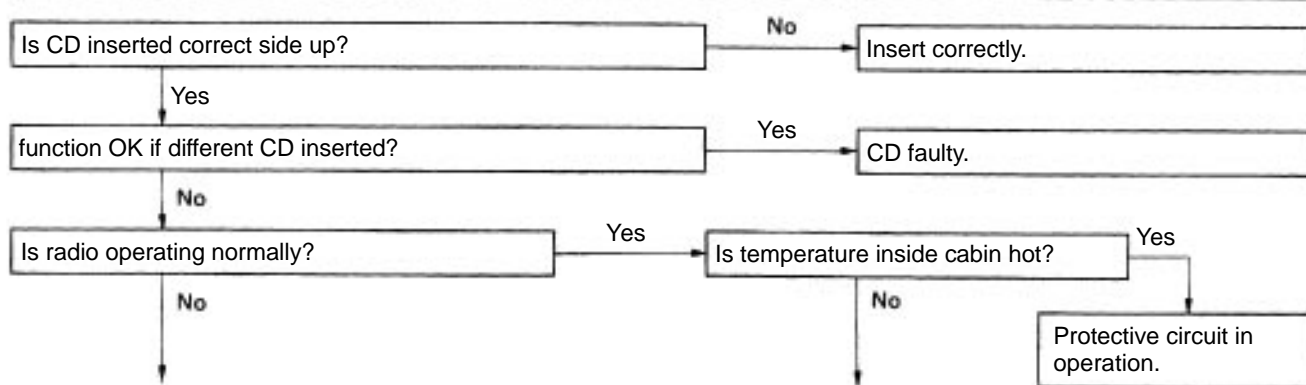 Is CD inserted correct side up?
No
Insert correctly.
Yes
function OK if different CD inserted?
Yes
CD faulty.
No
Is radio operating normally?
Yes
Is temperature inside cabin hot?
Yes
No
No
Protective circuit in
operation.